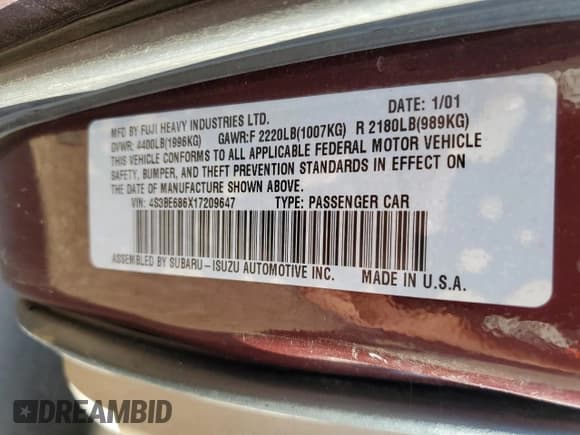 DATE: 1/01
MFD BY FUJI HEAVY INDUSTRIES LTD.
GVWR: 4400LB(1996KG) GAWR:F 2220LB(1007KG) R 2180LB(989KG)
THIS VEHICLE CONFORMS TO ALL APPLICABLE FEDERAL MOTOR VEHICLE
SAFETY, BUMPER, AND THEFT PREVENTION STANDARDS IN EFFECT ON
THE DATE OF MANUFACTURE SHOWN ABOVE.
VIN: 4S3BE686X17209647 TYPE: PASSENGER CAR
ASSEMBLED BY SUBARU-ISUZU AUTOMOTIVE INC. MADE IN U.S.A.
DREAMBID